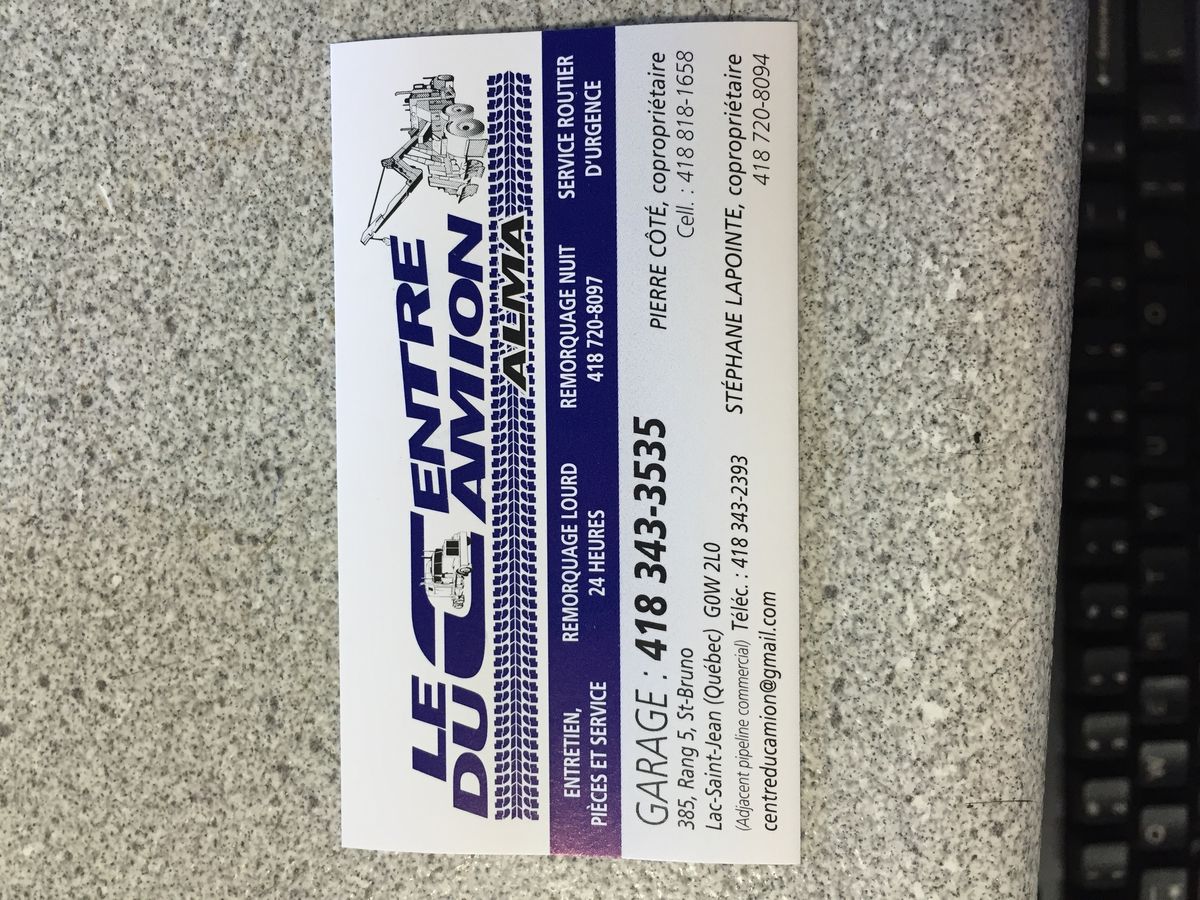 LE CENTRE
DU CAMION
ALMA
ENTRETIEN,
PIÈCES ET SERVICE
REMORQUAGE LOURD
24 HEURES
REMORQUAGE NUIT
418 720-8097
SERVICE ROUTIER
D'URGENCE
GARAGE : 418 343-3535
385, Rang 5, St-Bruno
Lac-Saint-Jean (Québec) G0W 2L0
(Adjacent pipeline commercial) Téléc. : 418 343-2393
centreducamion@gmail.com
PIERRE CÔTÉ, copropriétaire
Cell. : 418 818-1658
STÉPHANE LAPOINTE, copropriétaire
418 720-8094